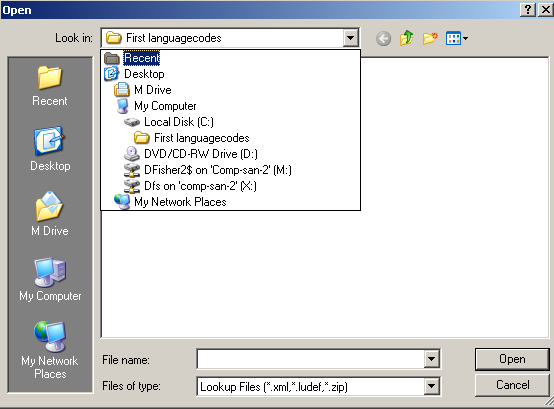 Open
Look in: First languagecodes
Recent
Desktop
M Drive
My Computer
Local Disk (C:)
First languagecodes
DVD/CD-RW Drive (D:)
DFisher2$ on 'Comp-san-2' (M:)
Dfs on 'comp-san-2' (X:)
My Network Places
Recent
Desktop
M Drive
My Computer
My Network
Places
File name:
Open
Files of type: Lookup Files (*.xml,*.ludef,*.zip)
Cancel